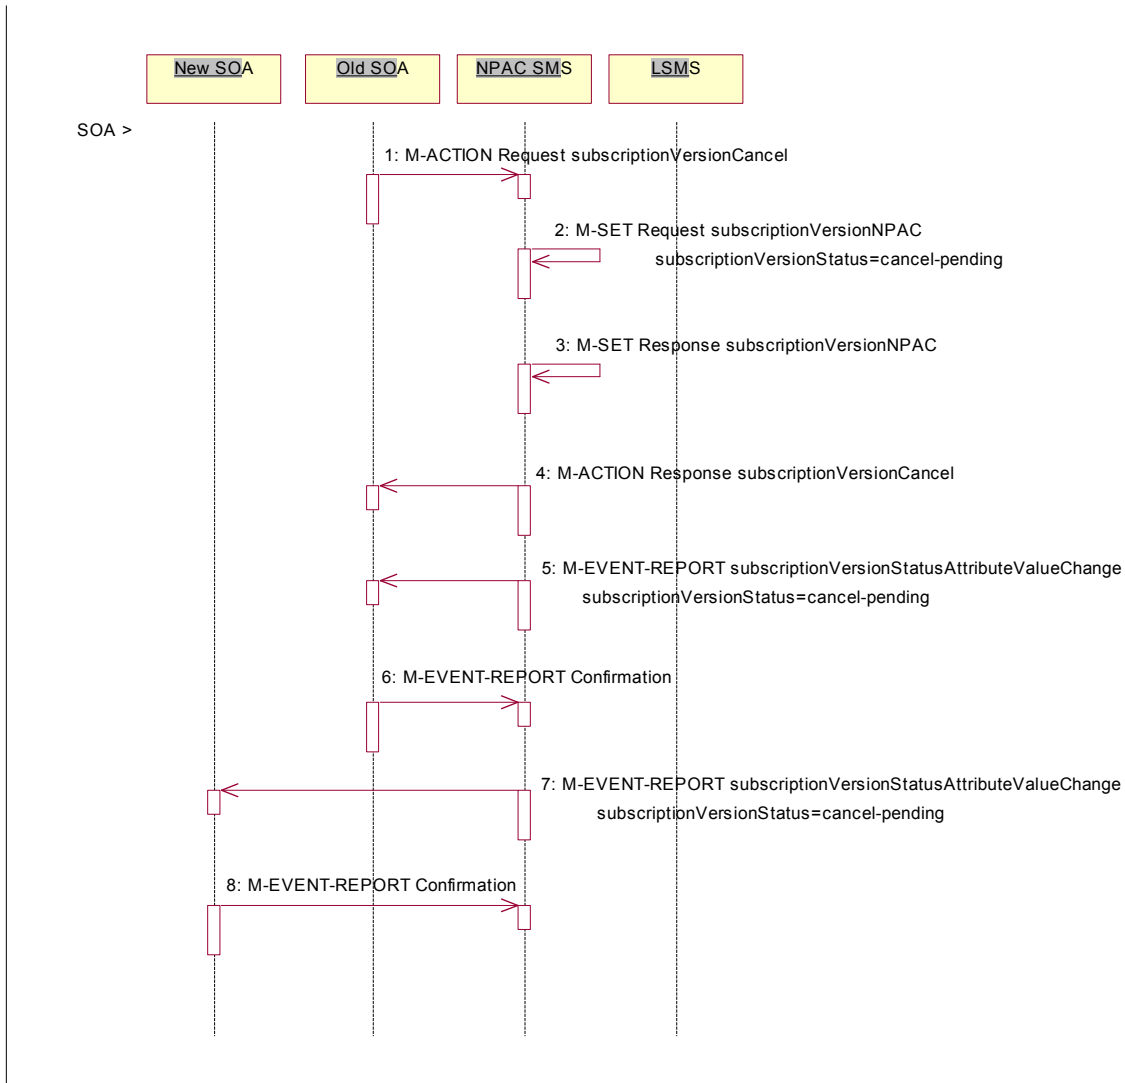 New SOA Old SOA NPAC SMS LSMS
SOA >
1: M-ACTION Request subscriptionVersionCancel
2: M-SET Request subscriptionVersionNPAC
subscriptionVersionStatus=cancel-pending
3: M-SET Response subscriptionVersionNPAC
4: M-ACTION Response subscriptionVersionCancel
5: M-EVENT-REPORT subscriptionVersionStatusAttributeValueChange
subscriptionVersionStatus=cancel-pending
6: M-EVENT-REPORT Confirmation
7: M-EVENT-REPORT subscriptionVersionStatusAttributeValueChange
subscriptionVersionStatus=cancel-pending
8: M-EVENT-REPORT Confirmation